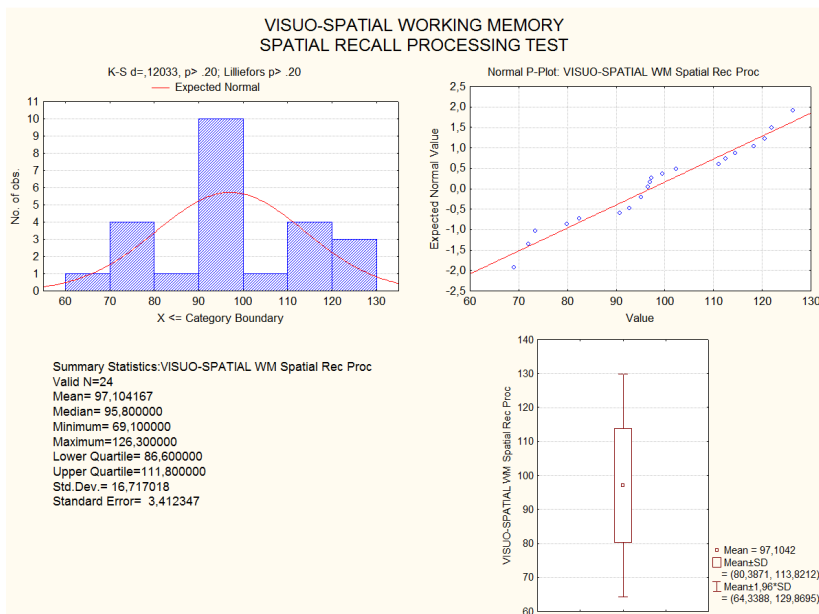 VISUO-SPATIAL WORKING MEMORY
SPATIAL RECALL PROCESSING TEST
K-S d=,12033, p> .20; Lilliefors p> .20
Expected Normal
11
10
9
8
7
6
5
4
3
2
1
0
No. of obs.
60 70 80 90 100 110 120 130
X <= Category Boundary
Normal P-Plot: VISUO-SPATIAL WM Spatial Rec Proc
2,5
2,0
1,5
1,0
0,5
0,0
-0,5
-1,0
-1,5
-2,0
-2,5
Expected Normal Value
60 70 80 90 100 110 120 130
Value
Summary Statistics:VISUO-SPATIAL WM Spatial Rec Proc
Valid N=24
Mean= 97,104167
Median= 95,800000
Minimum= 69,100000
Maximum=126,300000
Lower Quartile= 86,600000
Upper Quartile=111,800000
Std.Dev.= 16,717018
Standard Error= 3,412347
140
130
120
110
100
90
80
70
60
VISUO-SPATIAL WM Spatial Rec Proc
Mean = 97,1042
Mean±SD
= (80,3871, 113,8212)
Mean±1,96*SD
= (64,3388, 129,8695)